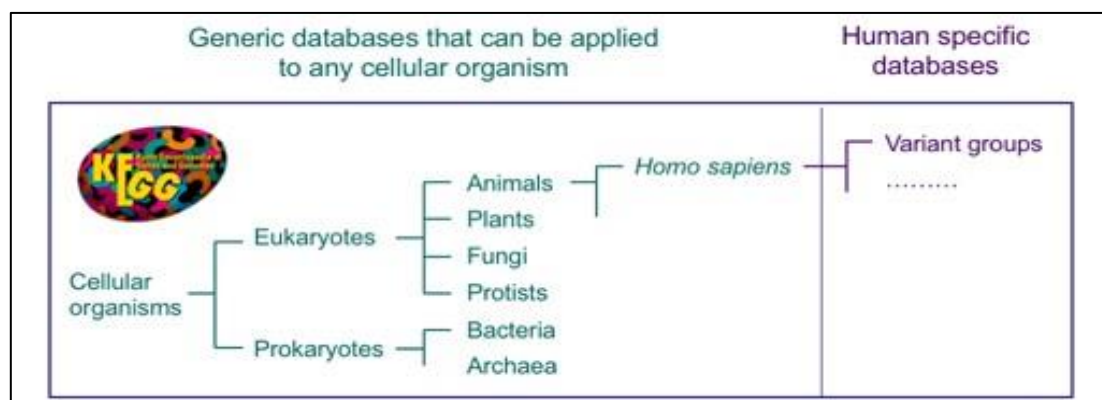 Generic databases that can be applied
to any cellular organism
Human specific
databases
KEGG
Cellular
organisms
Eukaryotes
Prokaryotes
Animals
Plants
Fungi
Protists
Bacteria
Archaea
Homo sapiens
Variant groups
.........